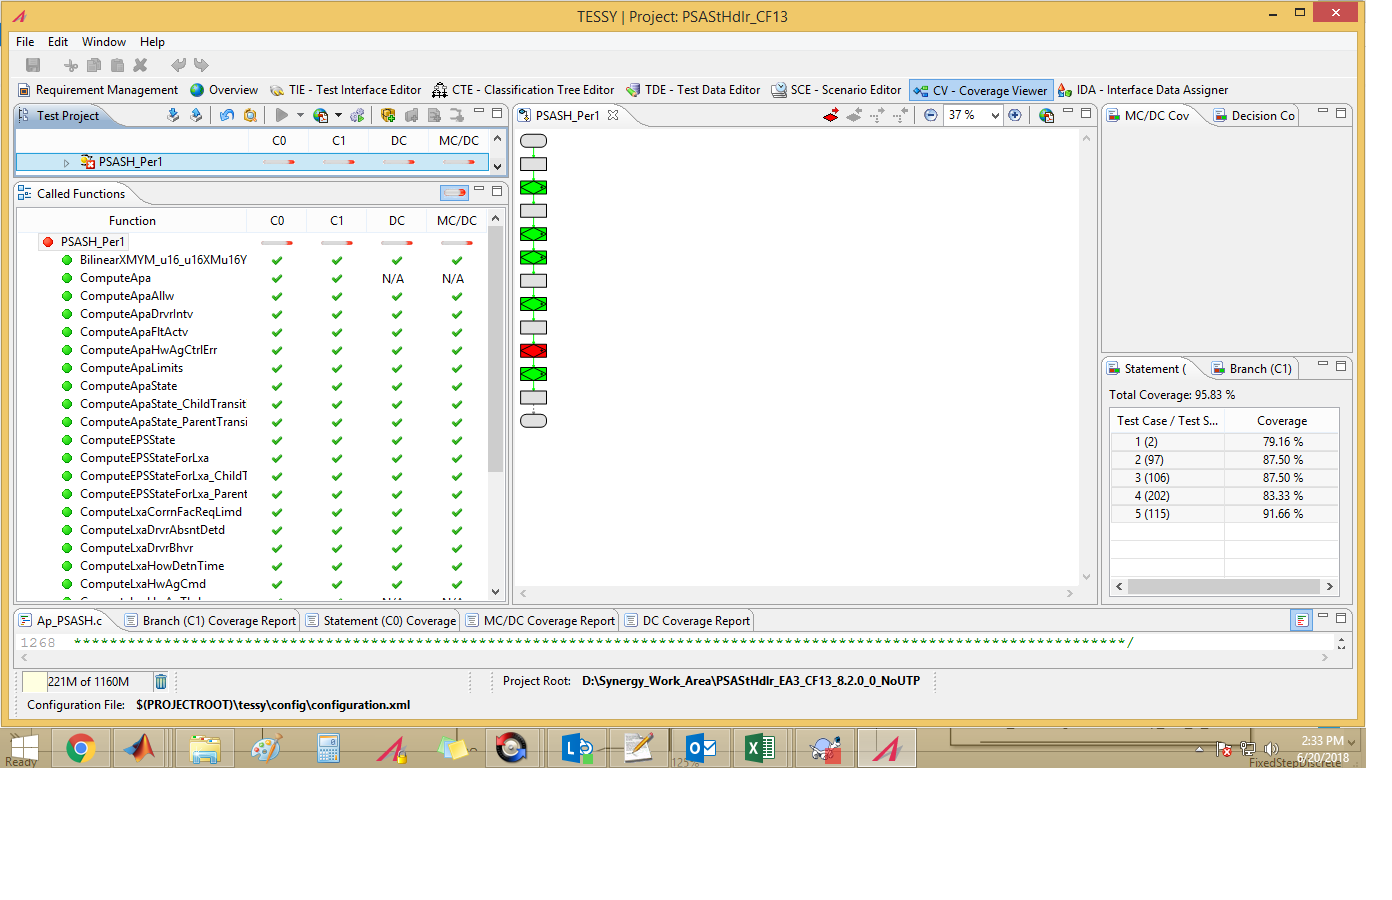 TESSY | Project: PSAStHdlr_CF13
File Edit Window Help
Requirement Management Overview TIE - Test Interface Editor CTE - Classification Tree Editor TDE - Test Data Editor SCE - Scenario Editor CV - Coverage Viewer IDA - Interface Data Assigner
Test Project
C0 C1 DC MC/DC
PSASH_Per1
Called Functions
Function C0 C1 DC MC/DC
PSASH_Per1
BilinearXMYM_u16_u16XMu16Y
ComputeApa N/A N/A
ComputeApaAllw
ComputeApaDrvrIntv
ComputeApaFltActv
ComputeApaHwAgCtrlErr
ComputeApaLimits
ComputeApaState
ComputeApaState_ChildTransit
ComputeApaState_ParentTransi
ComputeEPSState
ComputeEPSStateForLxa
ComputeEPSStateForLxa_ChildT
ComputeEPSStateForLxa_Parent
ComputeLxaCorrnFacReqLimd
ComputeLxaDrvrAbsntDetd
ComputeLxaDrvrBhvr
ComputeLxaHowDetnTime
ComputeLxaHwAgCmd
PSASH_Per1
37 %
MC/DC Cov Decision Co
Statement ( Branch (C1)
Total Coverage: 95.83 %
Test Case / Test S... Coverage
1 (2) 79.16 %
2 (97) 87.50 %
3 (106) 87.50 %
4 (202) 83.33 %
5 (115) 91.66 %
Ap_PSASH.c Branch (C1) Coverage Report Statement (C0) Coverage MC/DC Coverage Report DC Coverage Report
1268 ****************************************************************************************************/
221M of 1160M Project Root: D:\Synergy_Work_Area\PSAStHdlr_EA3_CF13_8.2.0_0_NoUTP
Configuration File: $(PROJECTROOT)\tessy\config\configuration.xml
2:33 PM
Ready 125% FixedStepDiscrete
6/20/2018